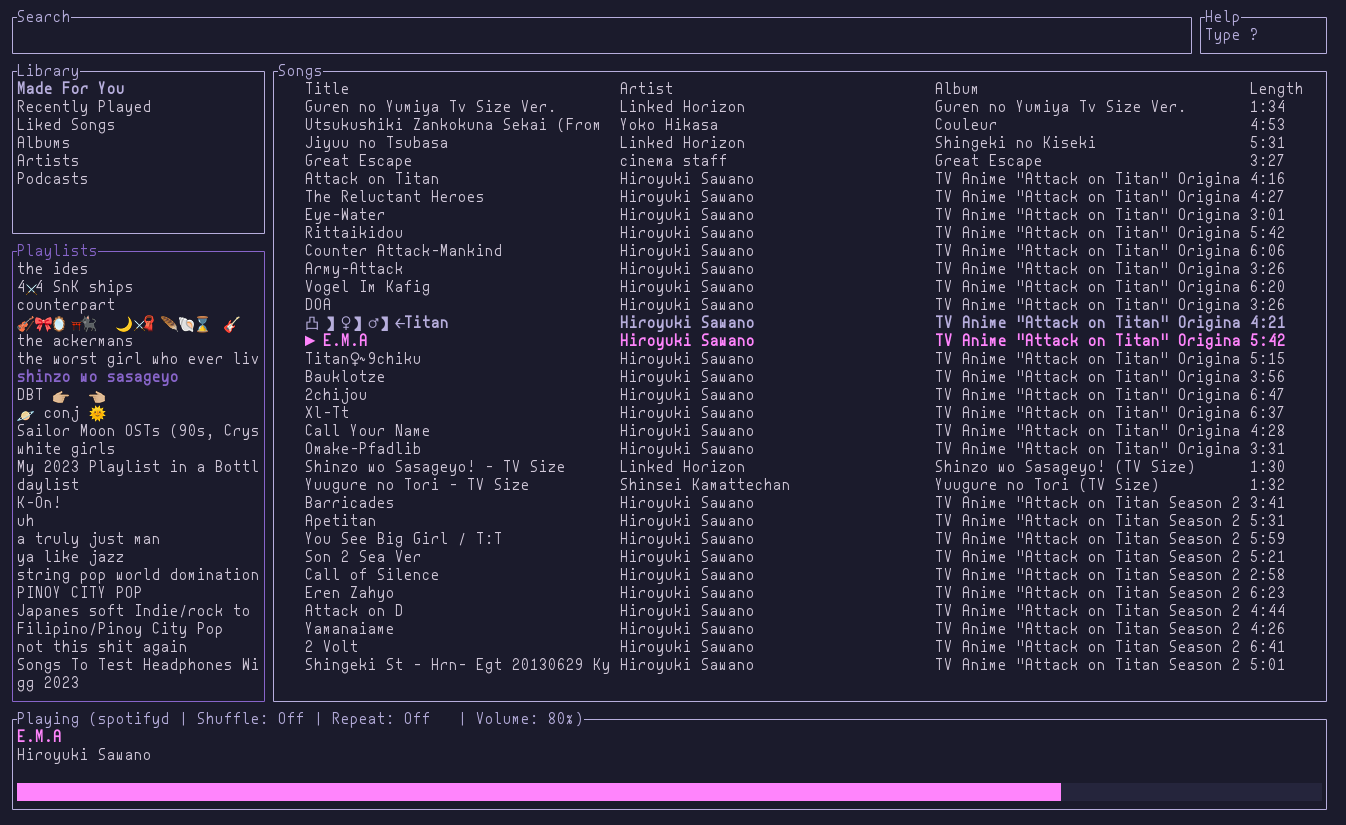 Search
Help
Type ?
Library
Made For You
Recently Played
Liked Songs
Albums
Artists
Podcasts
Playlists
the ides
4⚔4 SnK ships
counterpart
🎻🎀🪞⛩🐈‍⬛ 🌙⚔🧣🪶🐚⌛ 🎸
the ackermans
the worst girl who ever liv
shinzo wo sasageyo
DBT 👉🏼 👈🏼
🪐 conj 🌞
Sailor Moon OSTs (90s, Crys
white girls
My 2023 Playlist in a Bottl
daylist
K-On!
uh
a truly just man
ya like jazz
string pop world domination
PINOY CITY POP
Japanes soft Indie/rock to
Filipino/Pinoy City Pop
not this shit again
Songs To Test Headphones Wi
gg 2023
Songs
Title Artist Album Length
Guren no Yumiya Tv Size Ver. Linked Horizon Guren no Yumiya Tv Size Ver. 1:34
Utsukushiki Zankokuna Sekai (From Yoko Hikasa Couleur 4:53
Jiyuu no Tsubasa Linked Horizon Shingeki no Kiseki 5:31
Great Escape cinema staff Great Escape 3:27
Attack on Titan Hiroyuki Sawano TV Anime "Attack on Titan" Origina 4:16
The Reluctant Heroes Hiroyuki Sawano TV Anime "Attack on Titan" Origina 4:27
Eye-Water Hiroyuki Sawano TV Anime "Attack on Titan" Origina 3:01
Rittaikidou Hiroyuki Sawano TV Anime "Attack on Titan" Origina 5:42
Counter Attack-Mankind Hiroyuki Sawano TV Anime "Attack on Titan" Origina 6:06
Army-Attack Hiroyuki Sawano TV Anime "Attack on Titan" Origina 3:26
Vogel Im Kafig Hiroyuki Sawano TV Anime "Attack on Titan" Origina 6:20
DOA Hiroyuki Sawano TV Anime "Attack on Titan" Origina 3:26
凸】♀】♂】←Titan Hiroyuki Sawano TV Anime "Attack on Titan" Origina 4:21
▶ E.M.A Hiroyuki Sawano TV Anime "Attack on Titan" Origina 5:42
Titan♀~9chiku Hiroyuki Sawano TV Anime "Attack on Titan" Origina 5:15
Bauklotze Hiroyuki Sawano TV Anime "Attack on Titan" Origina 3:56
2chijou Hiroyuki Sawano TV Anime "Attack on Titan" Origina 6:47
Xl-Tt Hiroyuki Sawano TV Anime "Attack on Titan" Origina 6:37
Call Your Name Hiroyuki Sawano TV Anime "Attack on Titan" Origina 4:28
Omake-Pfadlib Hiroyuki Sawano TV Anime "Attack on Titan" Origina 3:31
Shinzo wo Sasageyo! - TV Size Linked Horizon Shinzo wo Sasageyo! (TV Size) 1:30
Yuugure no Tori - TV Size Shinsei Kamattechan Yuugure no Tori (TV Size) 1:32
Barricades Hiroyuki Sawano TV Anime "Attack on Titan Season 2 3:41
Apetitan Hiroyuki Sawano TV Anime "Attack on Titan Season 2 5:31
You See Big Girl / T:T Hiroyuki Sawano TV Anime "Attack on Titan Season 2 5:59
Son 2 Sea Ver Hiroyuki Sawano TV Anime "Attack on Titan Season 2 5:21
Call of Silence Hiroyuki Sawano TV Anime "Attack on Titan Season 2 2:58
Eren Zahyo Hiroyuki Sawano TV Anime "Attack on Titan Season 2 6:23
Attack on D Hiroyuki Sawano TV Anime "Attack on Titan Season 2 4:44
Yamanaiame Hiroyuki Sawano TV Anime "Attack on Titan Season 2 4:26
2 Volt Hiroyuki Sawano TV Anime "Attack on Titan Season 2 6:41
Shingeki St - Hrn- Egt 20130629 Ky Hiroyuki Sawano TV Anime "Attack on Titan Season 2 5:01
Playing (spotifyd | Shuffle: Off | Repeat: Off | Volume: 80%)
E.M.A
Hiroyuki Sawano